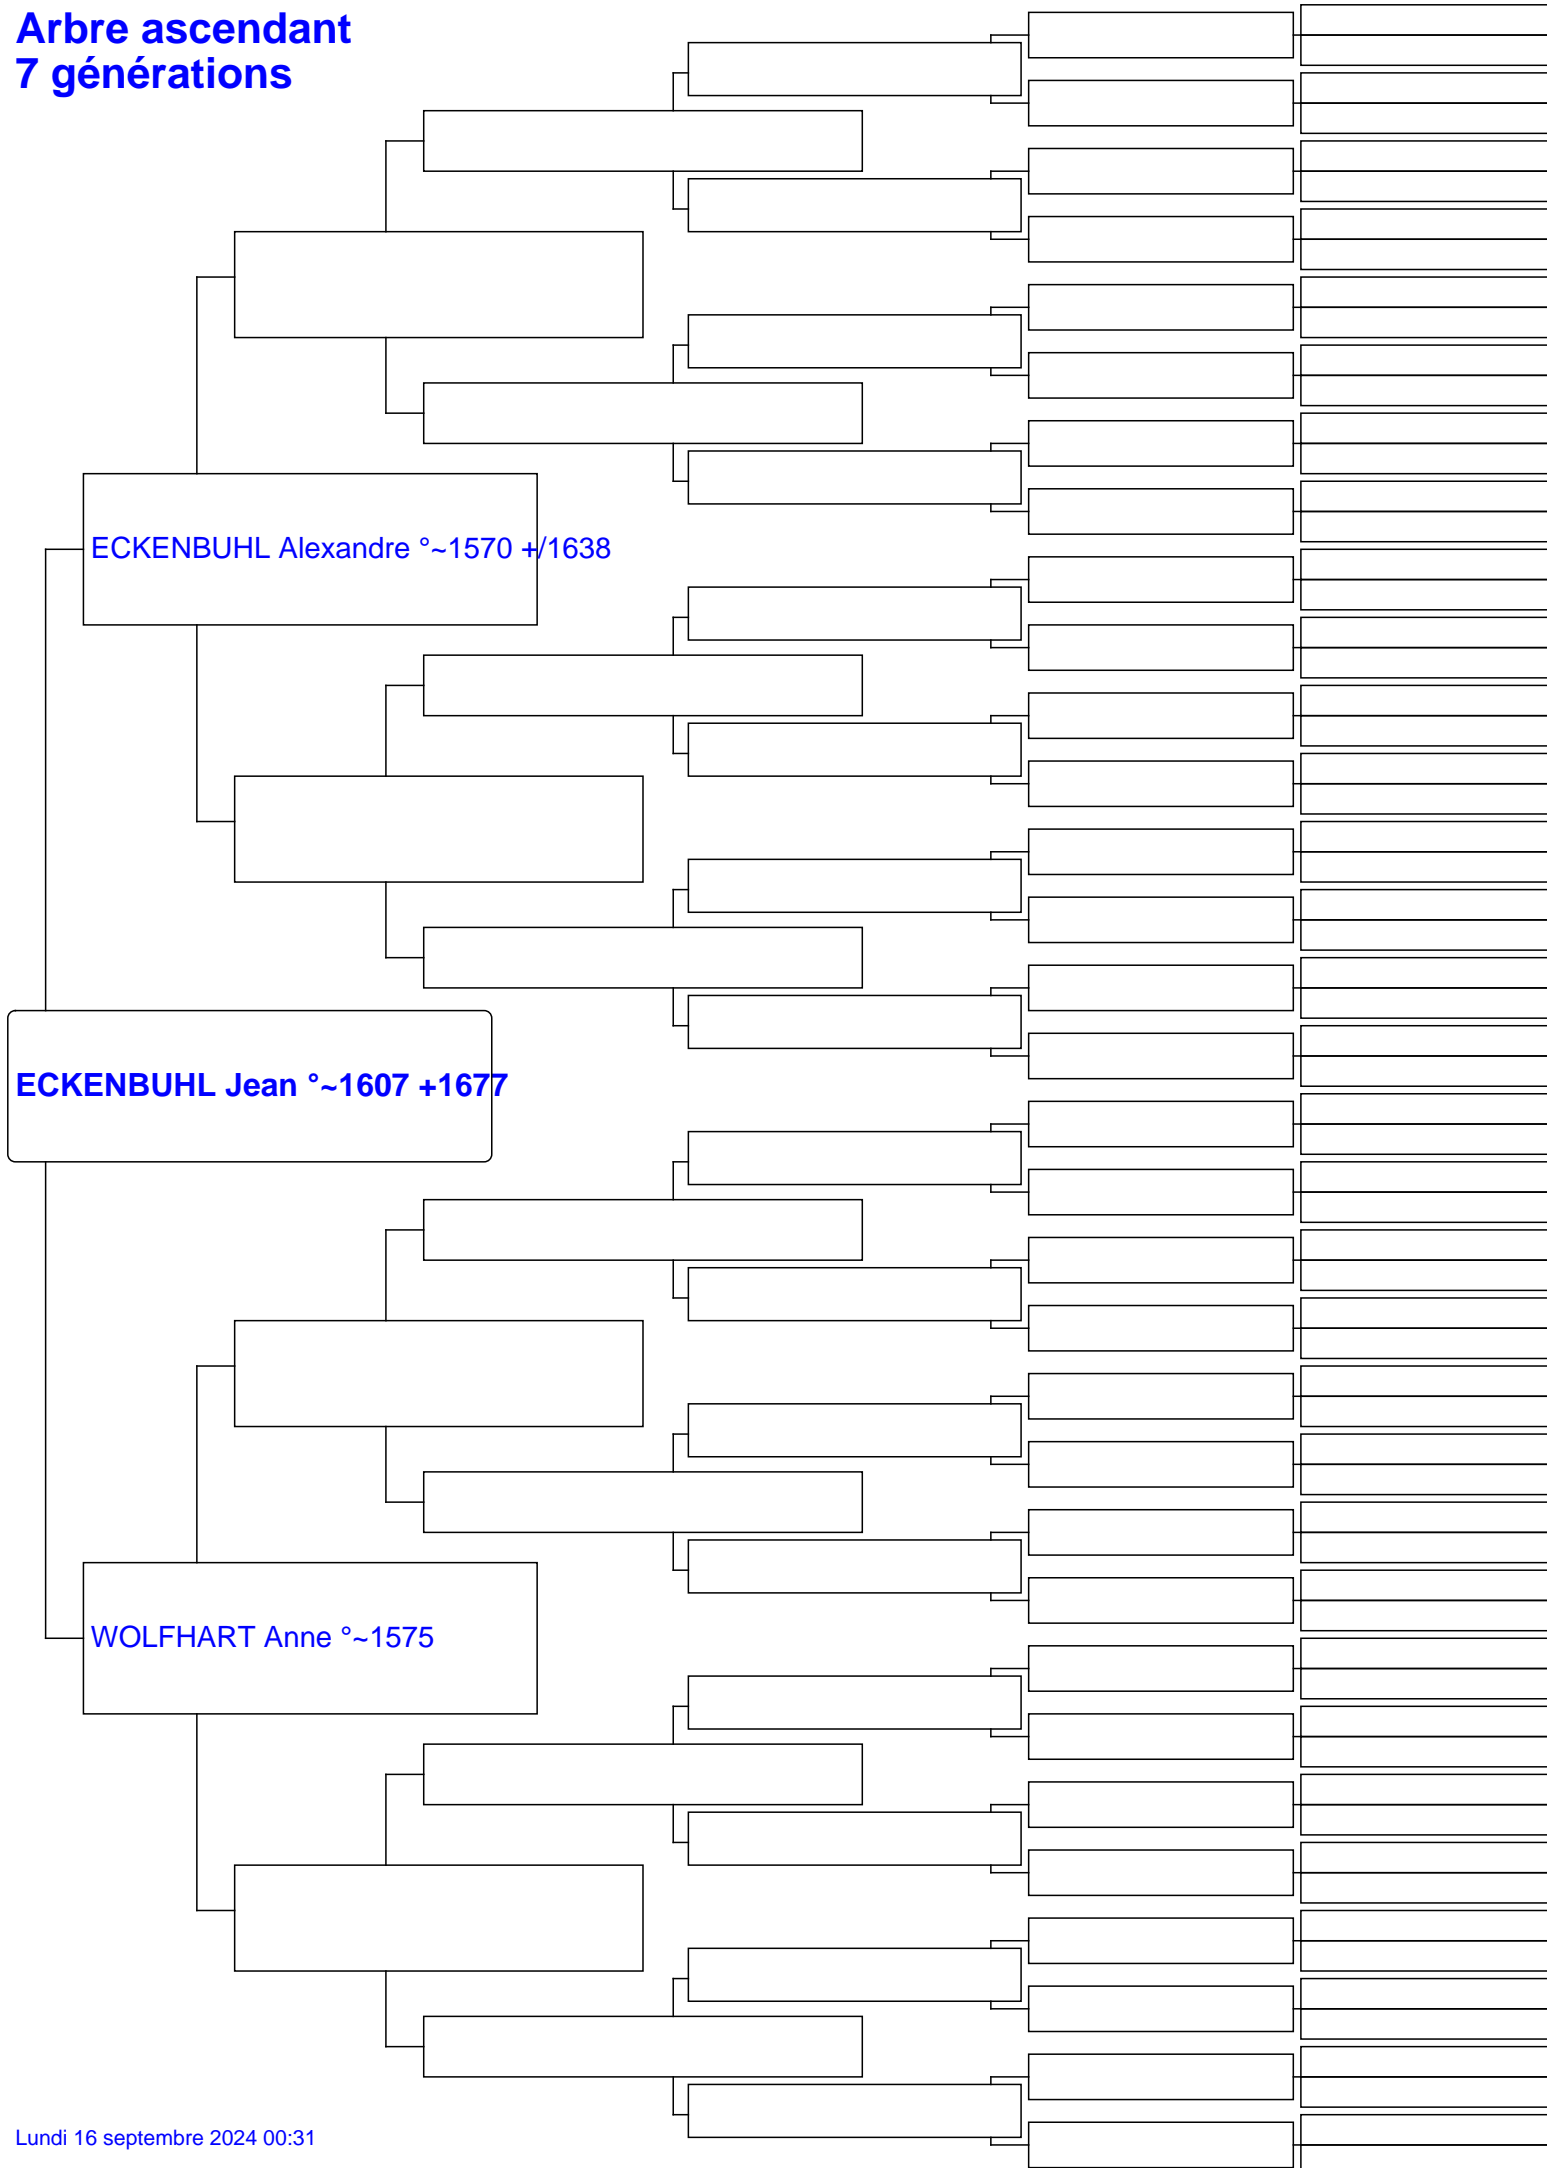 Arbre ascendant
7 générations
ECKENBUHL Alexandre °~1570 +/1638
ECKENBUHL Jean °~1607 +1677
WOLFHART Anne °~1575
Lundi 16 septembre 2024 00:31